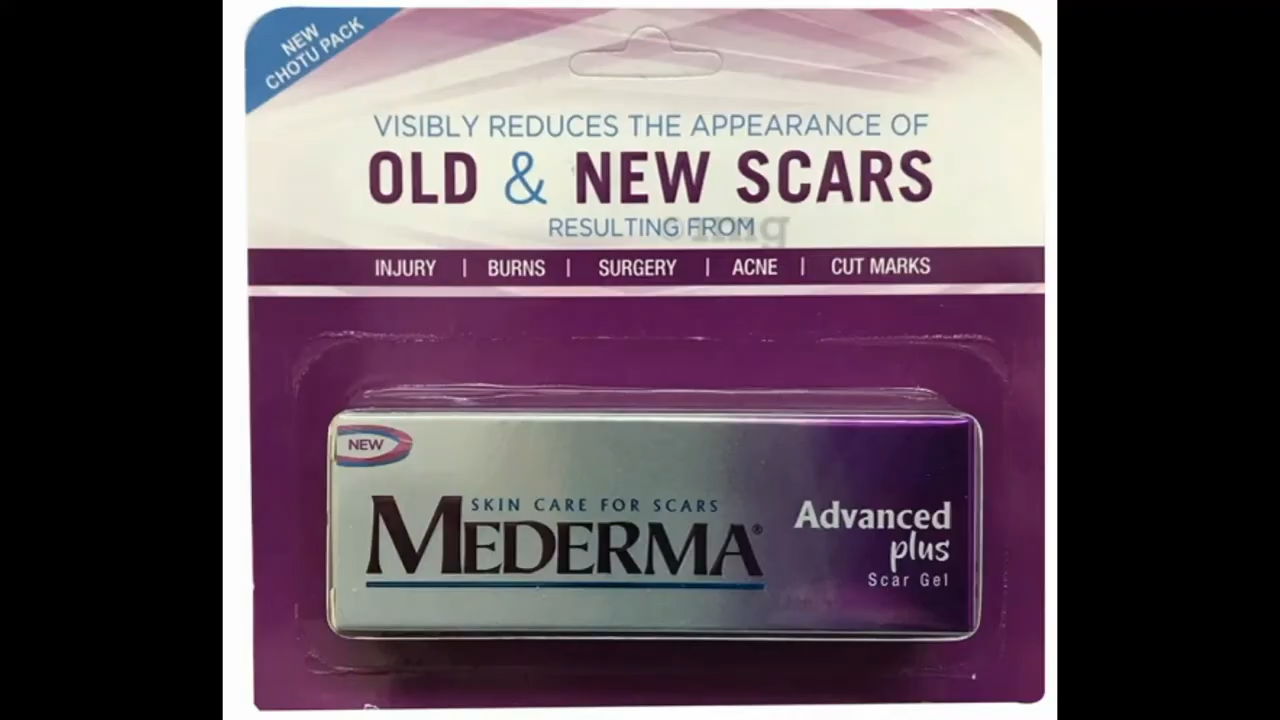 NEW
CHOTU PACK
VISIBLY REDUCES THE APPEARANCE OF
OLD & NEW SCARS
RESULTING FROM
INJURY | BURNS | SURGERY | ACNE | CUT MARKS
NEW
SKIN CARE FOR SCARS
MEDERMA®
Advanced
plus
Scar Gel